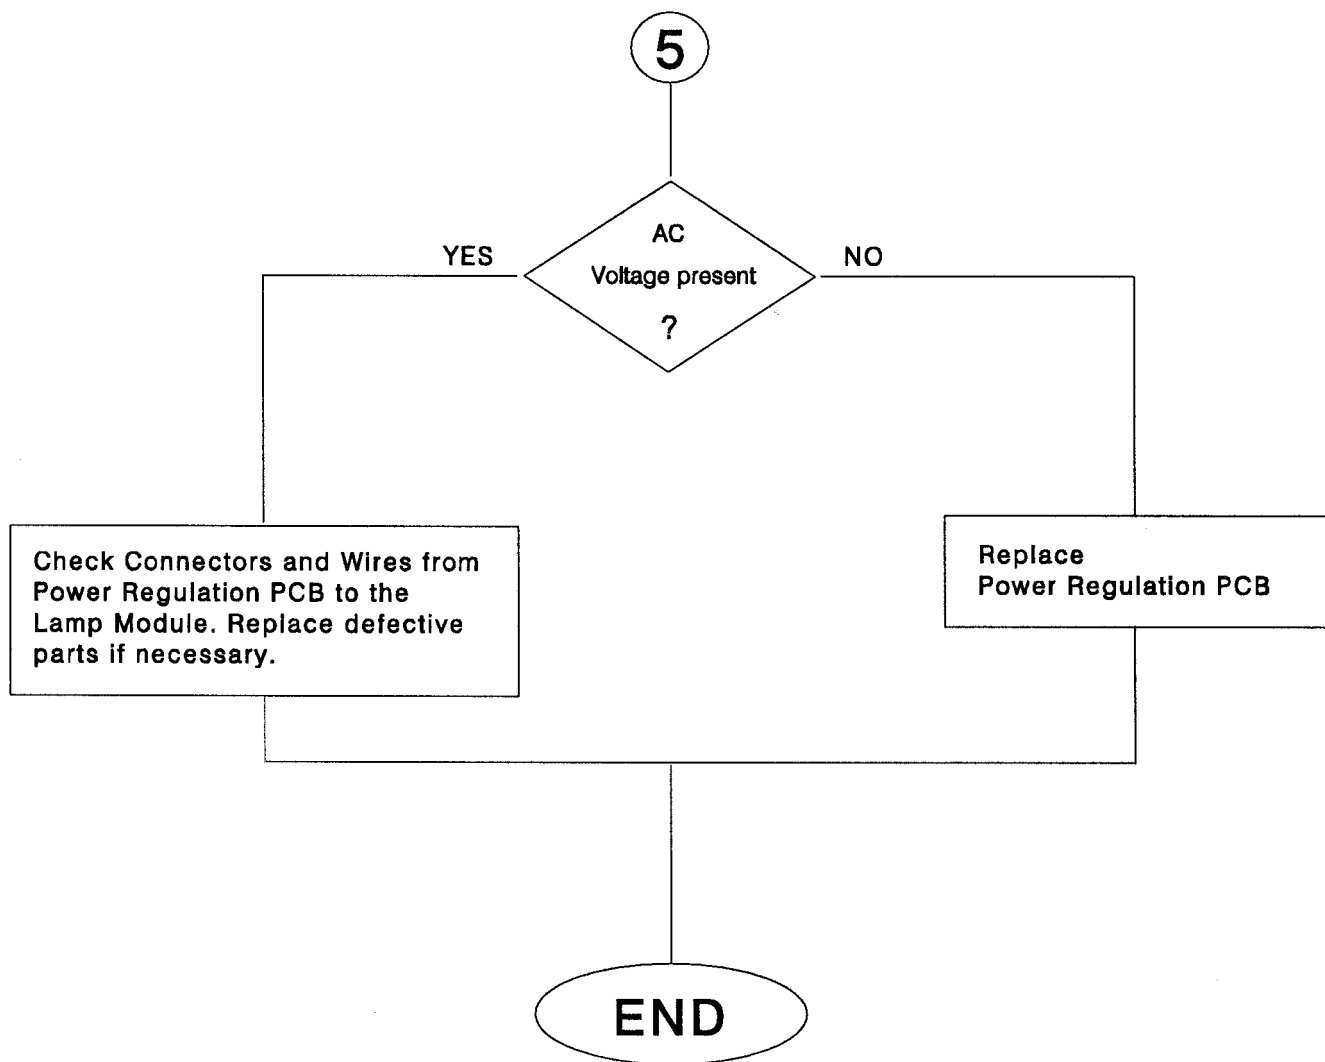 5
AC
Voltage present
?
YES
NO
Check Connectors and Wires from
Power Regulation PCB to the
Lamp Module. Replace defective
parts if necessary.
Replace
Power Regulation PCB
END